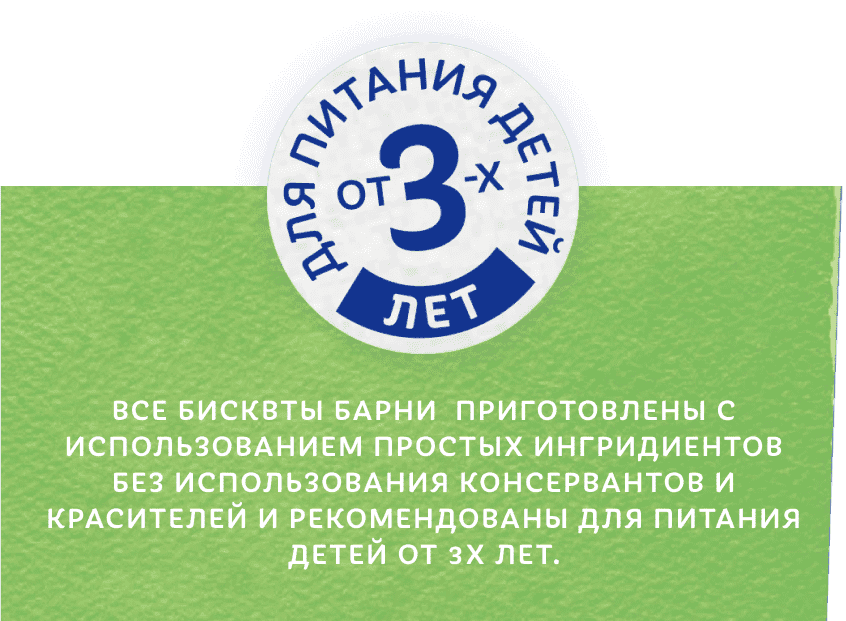 ДЛЯ ПИТАНИЯ ДЕТЕЙ
ОТ 3-Х
ЛЕТ
ВСЕ БИСКВТЫ БАРНИ ПРИГОТОВЛЕНЫ С
ИСПОЛЬЗОВАНИЕМ ПРОСТЫХ ИНГРИДИЕНТОВ
БЕЗ ИСПОЛЬЗОВАНИЯ КОНСЕРВАНТОВ И
КРАСИТЕЛЕЙ И РЕКОМЕНДОВАНЫ ДЛЯ ПИТАНИЯ
ДЕТЕЙ ОТ 3Х ЛЕТ.